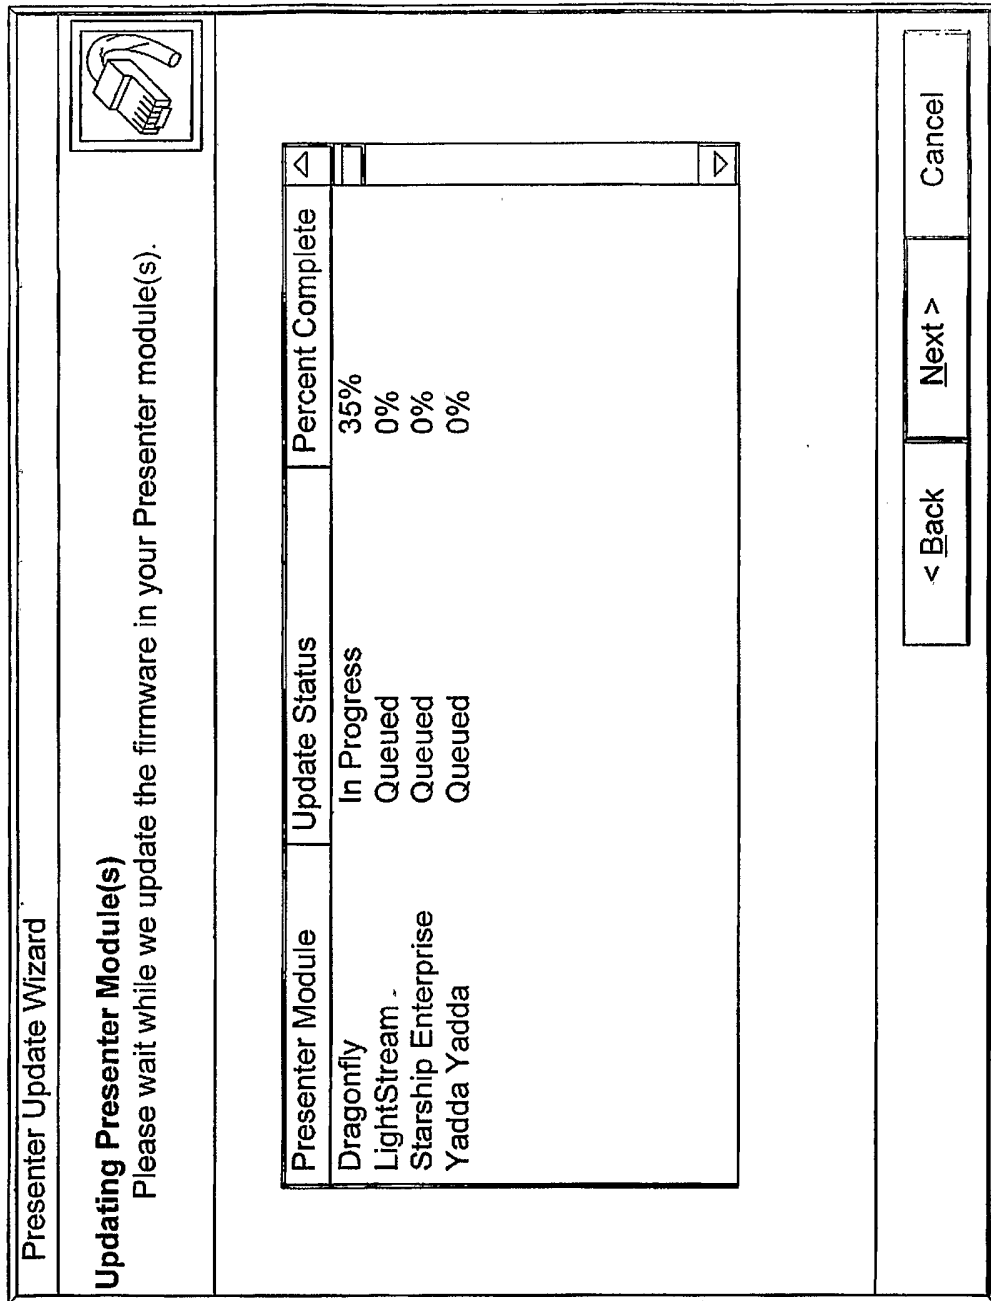 Presenter Update Wizard
Updating Presenter Module(s)
Please wait while we update the firmware in your Presenter module(s).
Presenter Module Update Status Percent Complete
Dragonfly In Progress 35%
LightStream Queued 0%
Starship Enterprise Queued 0%
Yadda Yadda Queued 0%
< Back Next > Cancel